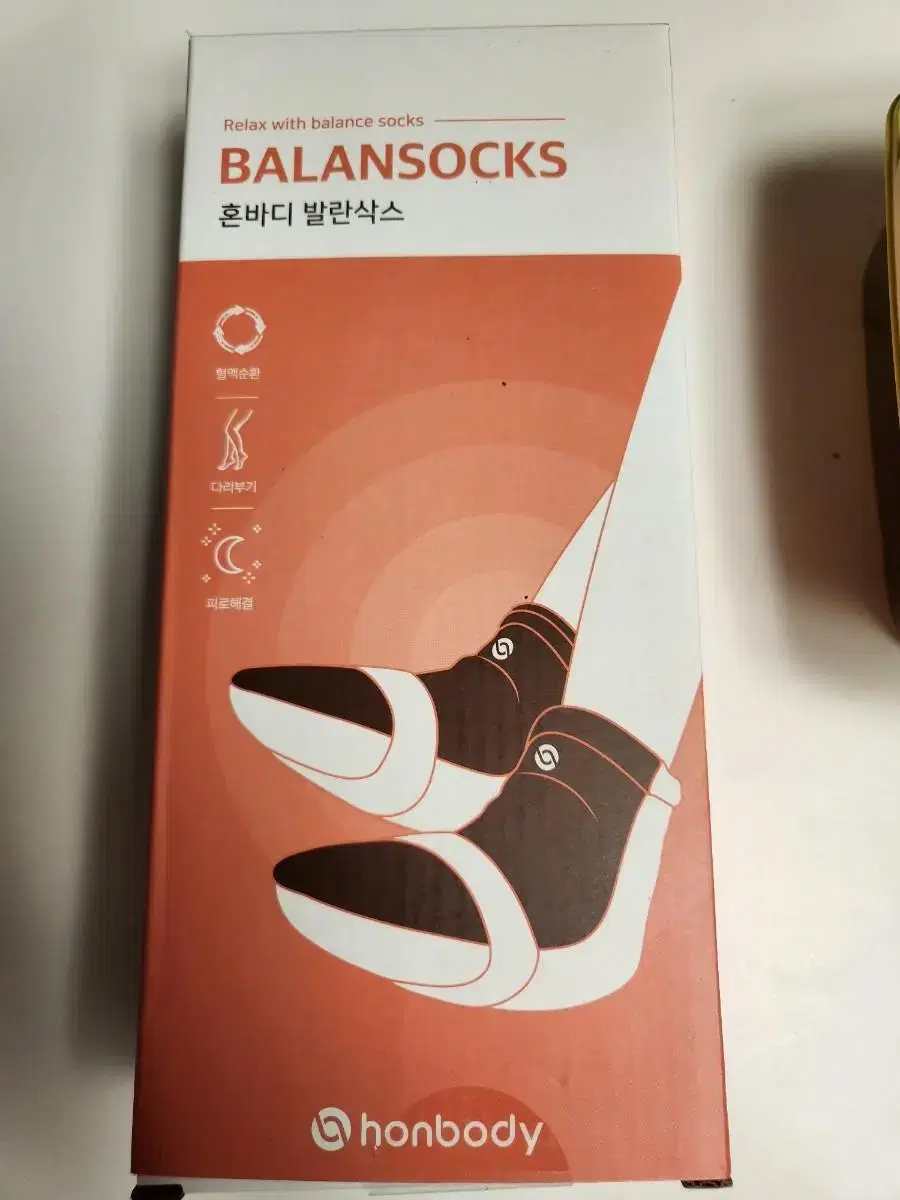 Relax with balance socks
BALANSOCKS
혼바디 발란삭스
혈액순환
다리부기
피로해결
honbody